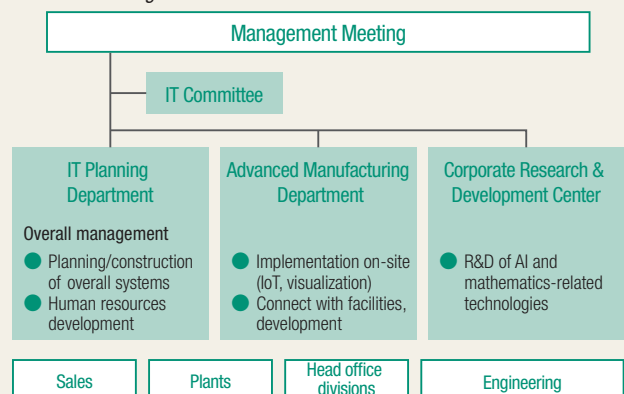 Management Meeting
IT Committee
IT Planning
Department
Overall management
● Planning/construction
of overall systems
● Human resources
development
Advanced Manufacturing
Department
● Implementation on-site
(IoT, visualization)
● Connect with facilities,
development
Corporate Research &
Development Center
● R&D of AI and
mathematics-related
technologies
Sales
Plants
Head office
divisions
Engineering